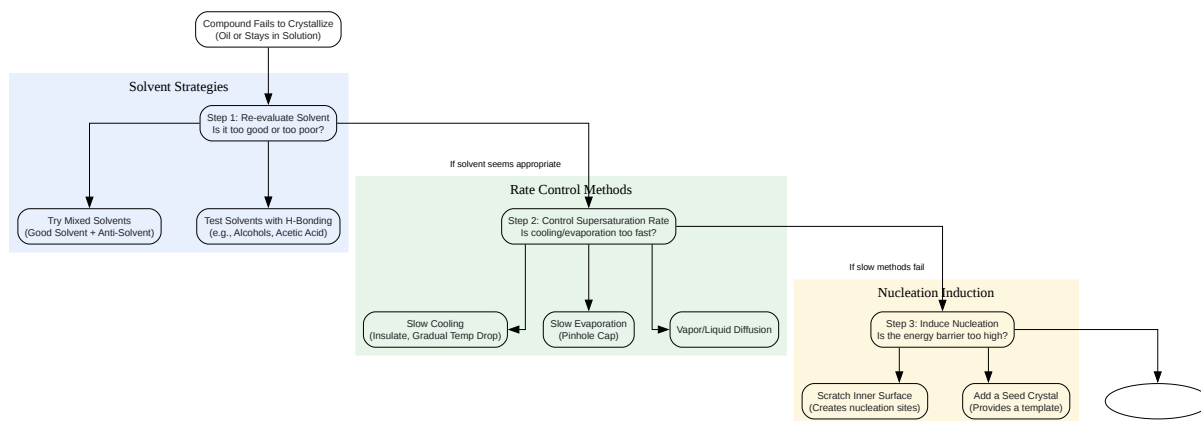 Compound Fails to Crystallize
(Oil or Stays in Solution)
Solvent Strategies
Step 1: Re-evaluate Solvent
Is it too good or too poor?
If solvent seems appropriate
Try Mixed Solvents
(Good Solvent + Anti-Solvent)
Test Solvents with H-Bonding
(e.g., Alcohols, Acetic Acid)
Rate Control Methods
Step 2: Control Supersaturation Rate
Is cooling/evaporation too fast?
If slow methods fail
Slow Cooling
(Insulate, Gradual Temp Drop)
Slow Evaporation
(Pinhole Cap)
Vapor/Liquid Diffusion
Nucleation Induction
Step 3: Induce Nucleation
Is the energy barrier too high?
Scratch Inner Surface
(Creates nucleation sites)
Add a Seed Crystal
(Provides a template)